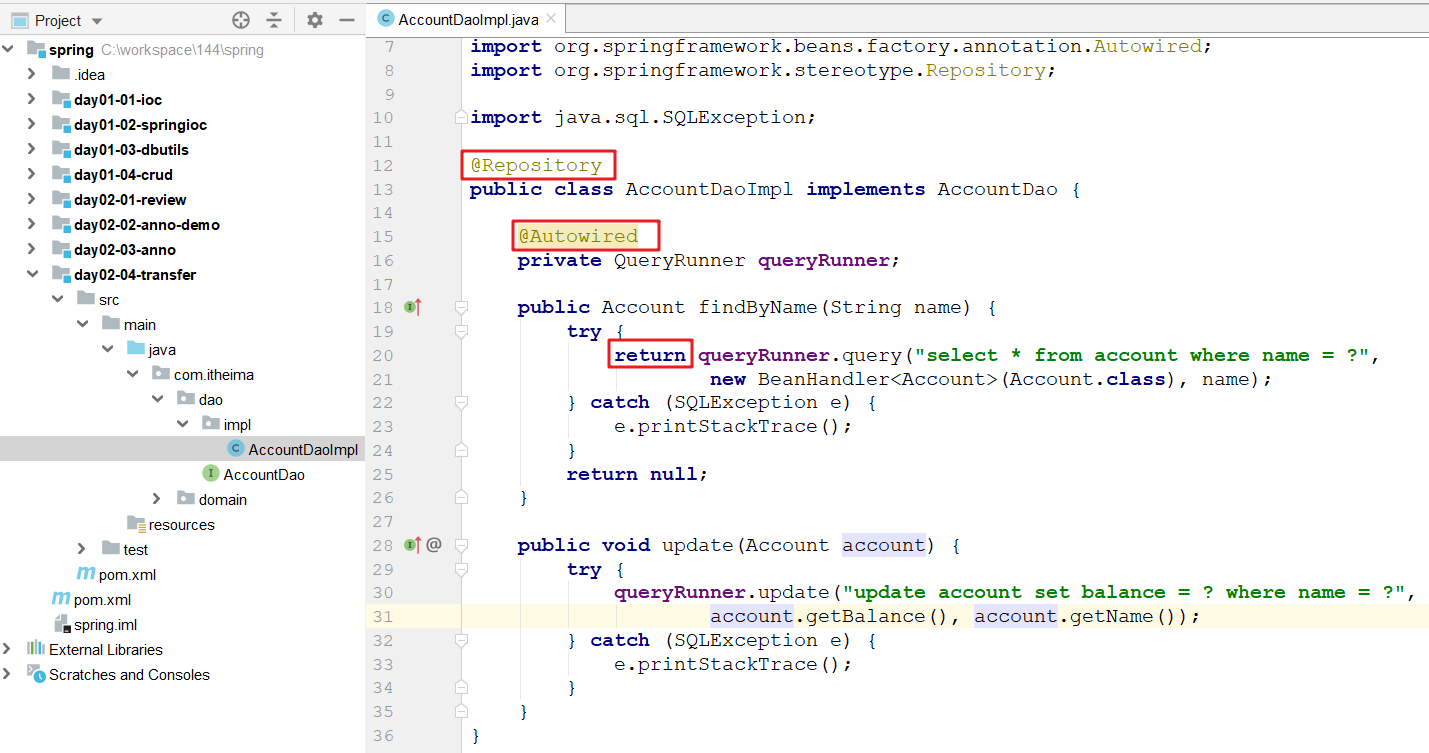 Project
spring C:\workspace\144\spring
.idea
day01-01-ioc
day01-02-springioc
day01-03-dbutils
day01-04-crud
day02-01-review
day02-02-anno-demo
day02-03-anno
day02-04-transfer
src
main
java
com.itheima
dao
impl
AccountDaoImpl
AccountDao
domain
resources
test
pom.xml
pom.xml
spring.iml
External Libraries
Scratches and Consoles
AccountDaoImpl.java
7 import org.springframework.beans.factory.annotation.Autowired;
8 import org.springframework.stereotype.Repository;
9
10 import java.sql.SQLException;
11
12 @Repository
13 public class AccountDaoImpl implements AccountDao {
14
15 @Autowired
16 private QueryRunner queryRunner;
17
18 public Account findByName(String name) {
19 try {
20 return queryRunner.query("select * from account where name = ?",
21 new BeanHandler<Account>(Account.class), name);
22 } catch (SQLException e) {
23 e.printStackTrace();
24 }
25 return null;
26 }
27
28 @ public void update(Account account) {
29 try {
30 queryRunner.update("update account set balance = ? where name = ?",
31 account.getBalance(), account.getName());
32 } catch (SQLException e) {
33 e.printStackTrace();
34 }
35 }
36 }